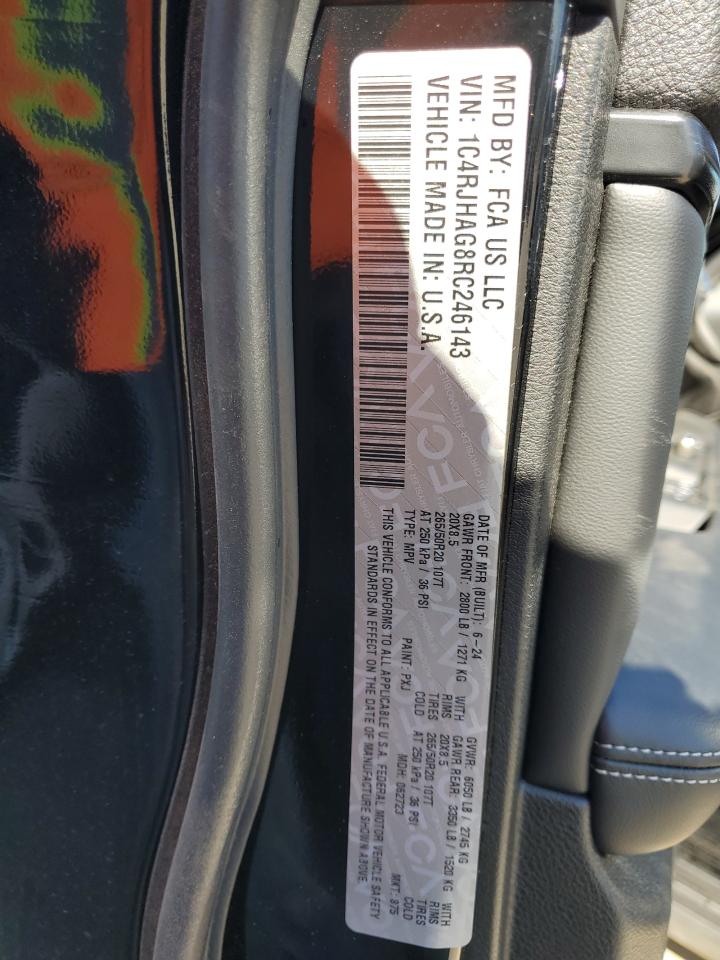 MFD BY: FCA US LLC
VIN: 1C4RJHAG8RC246143
VEHICLE MADE IN: U.S.A.
DATE OF MFR (BUILT): 6-24 GVWR: 6050 LB / 2745 KG
GAWR FRONT: 2800 LB / 1271 KG WITH GAWR REAR: 3350 LB / 1520 KG WITH
20X8.5 RIMS 20X8.5 RIMS
265/50R20 107T TIRES 265/50R20 107T TIRES
AT 250 kPa / 36 PSI COLD AT 250 kPa / 36 PSI COLD
TYPE: MPV PAINT: PXJ MDH: 062723 MKT: 875
THIS VEHICLE CONFORMS TO ALL APPLICABLE U.S.A. FEDERAL MOTOR VEHICLE SAFETY
STANDARDS IN EFFECT ON THE DATE OF MANUFACTURE SHOWN ABOVE.